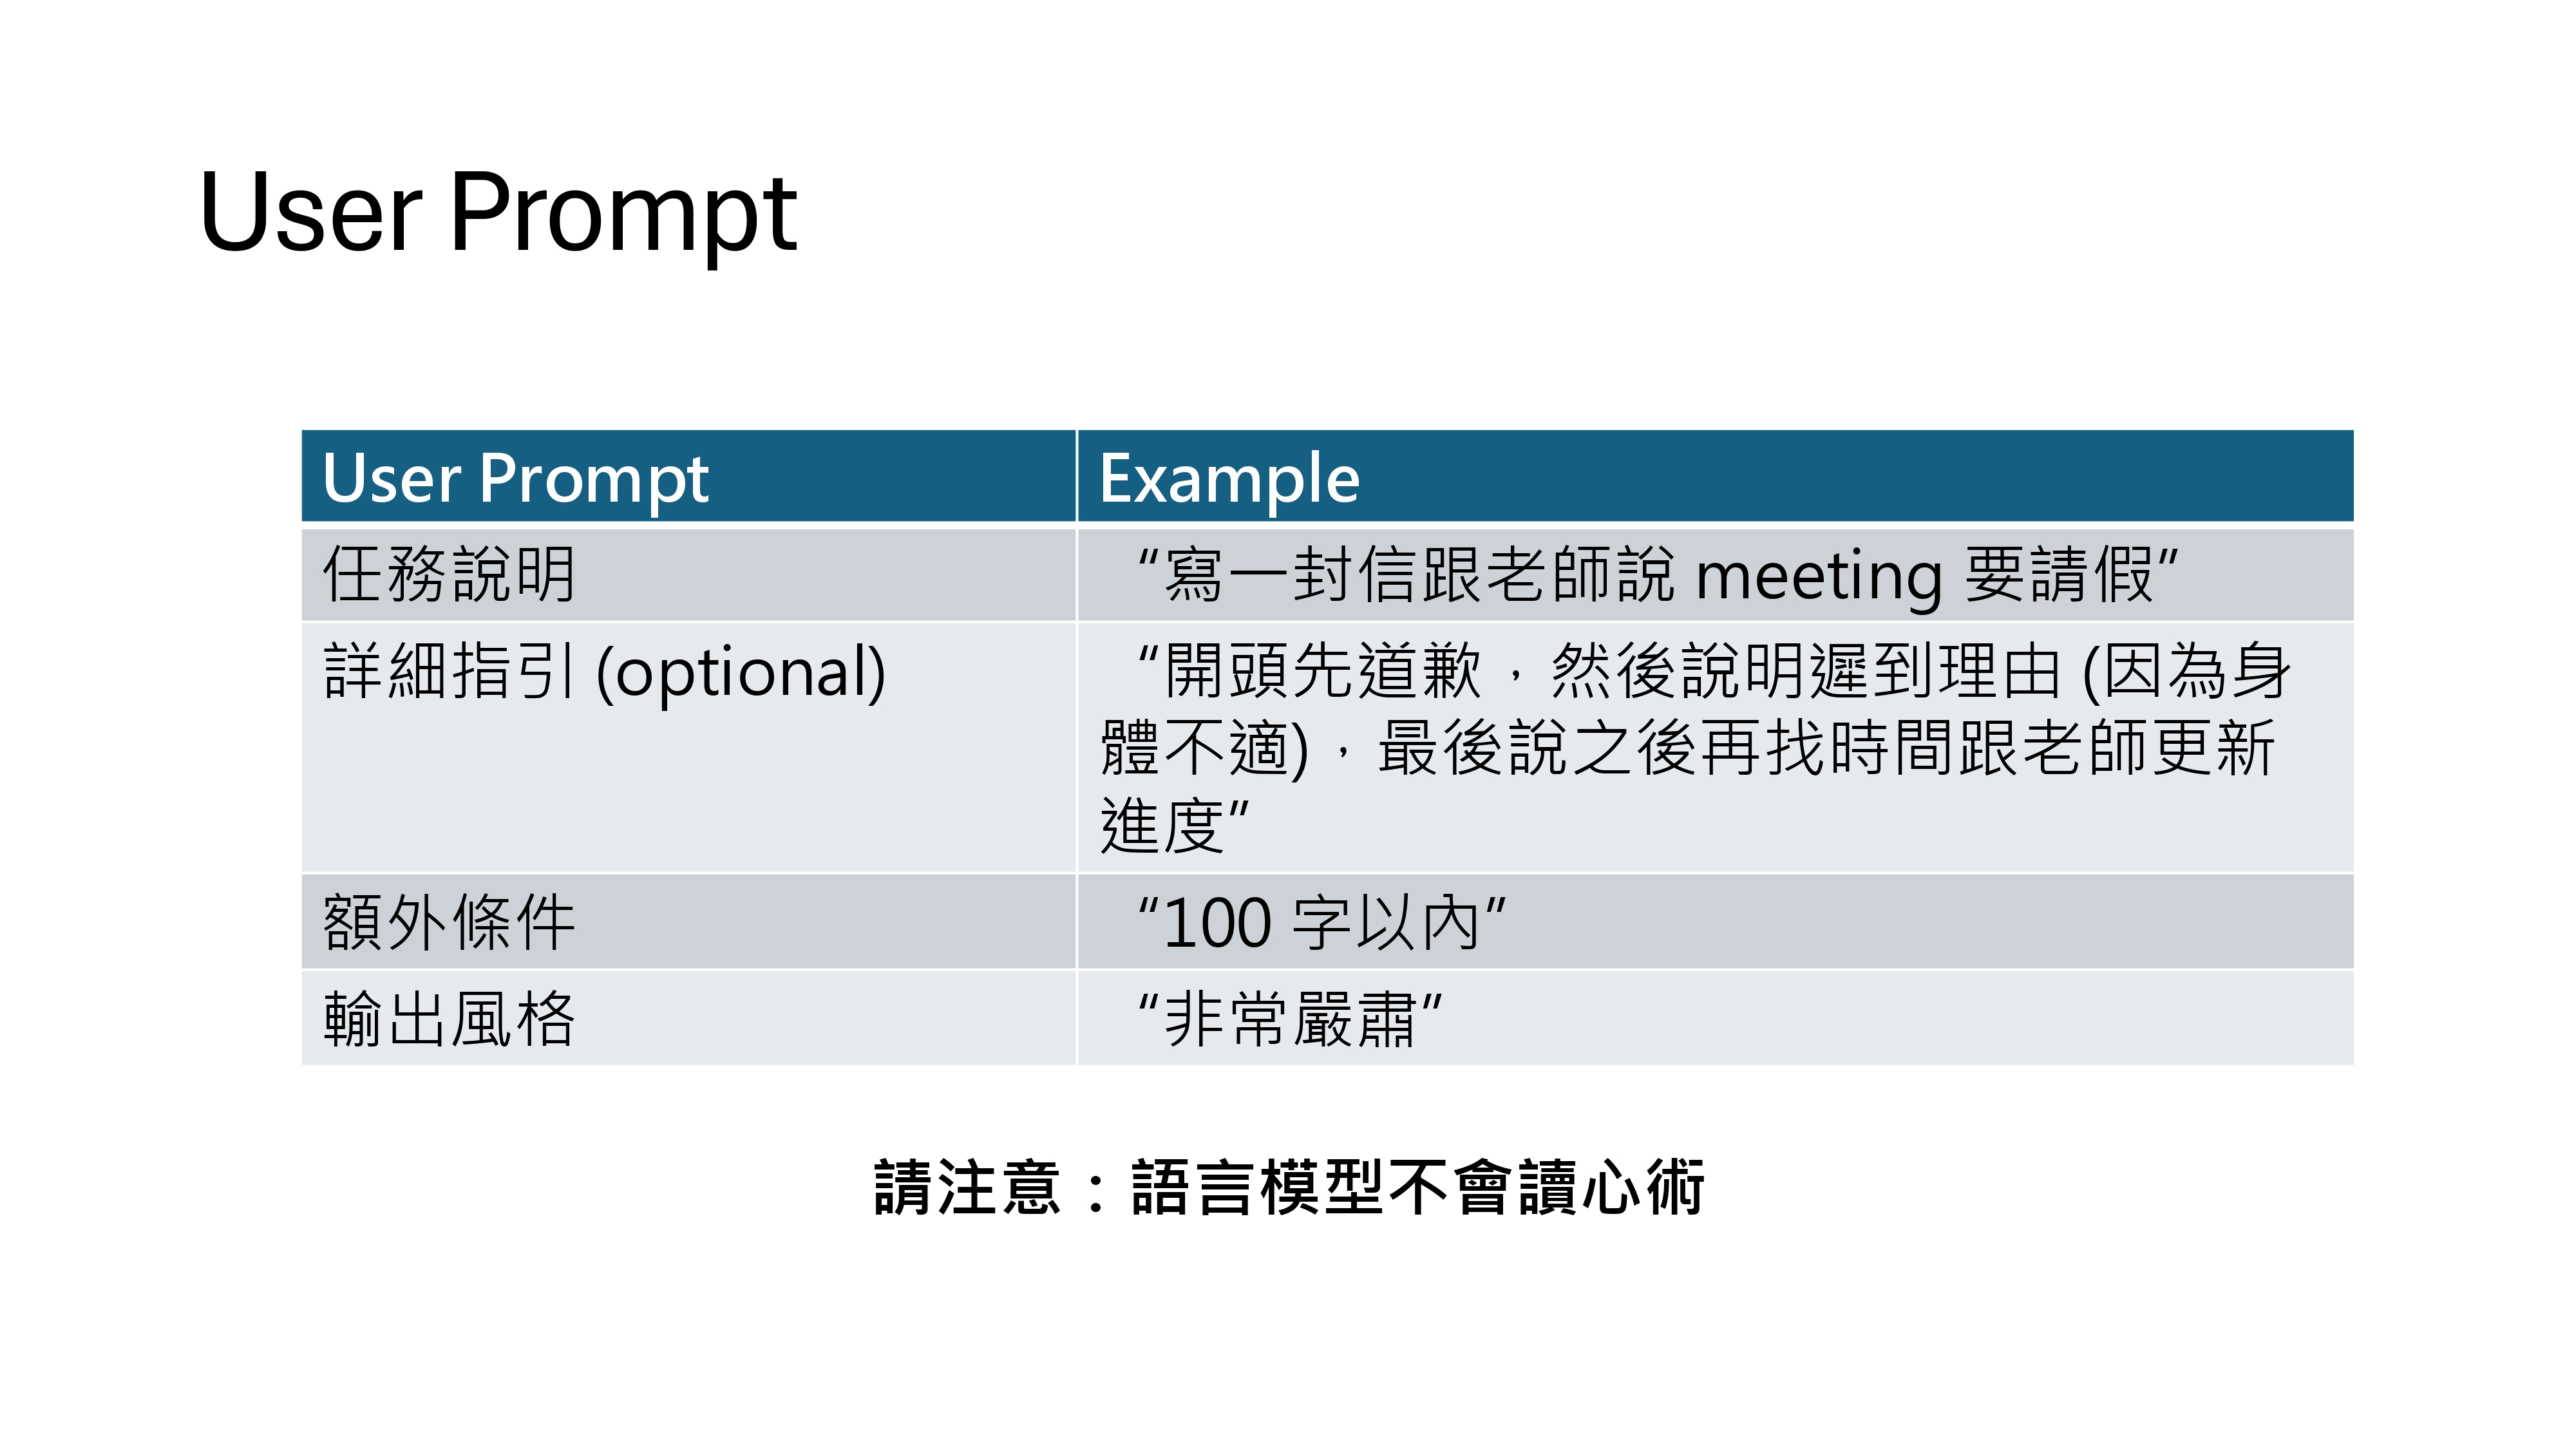 User Prompt
User Prompt
Example
任務說明
“寫一封信跟老師說 meeting 要請假”
詳細指引 (optional)
“開頭先道歉，然後說明遲到理由 (因為身
體不適)，最後說之後再找時間跟老師更新
進度”
額外條件
“100 字以內”
輸出風格
“非常嚴肅”
請注意：語言模型不會讀心術